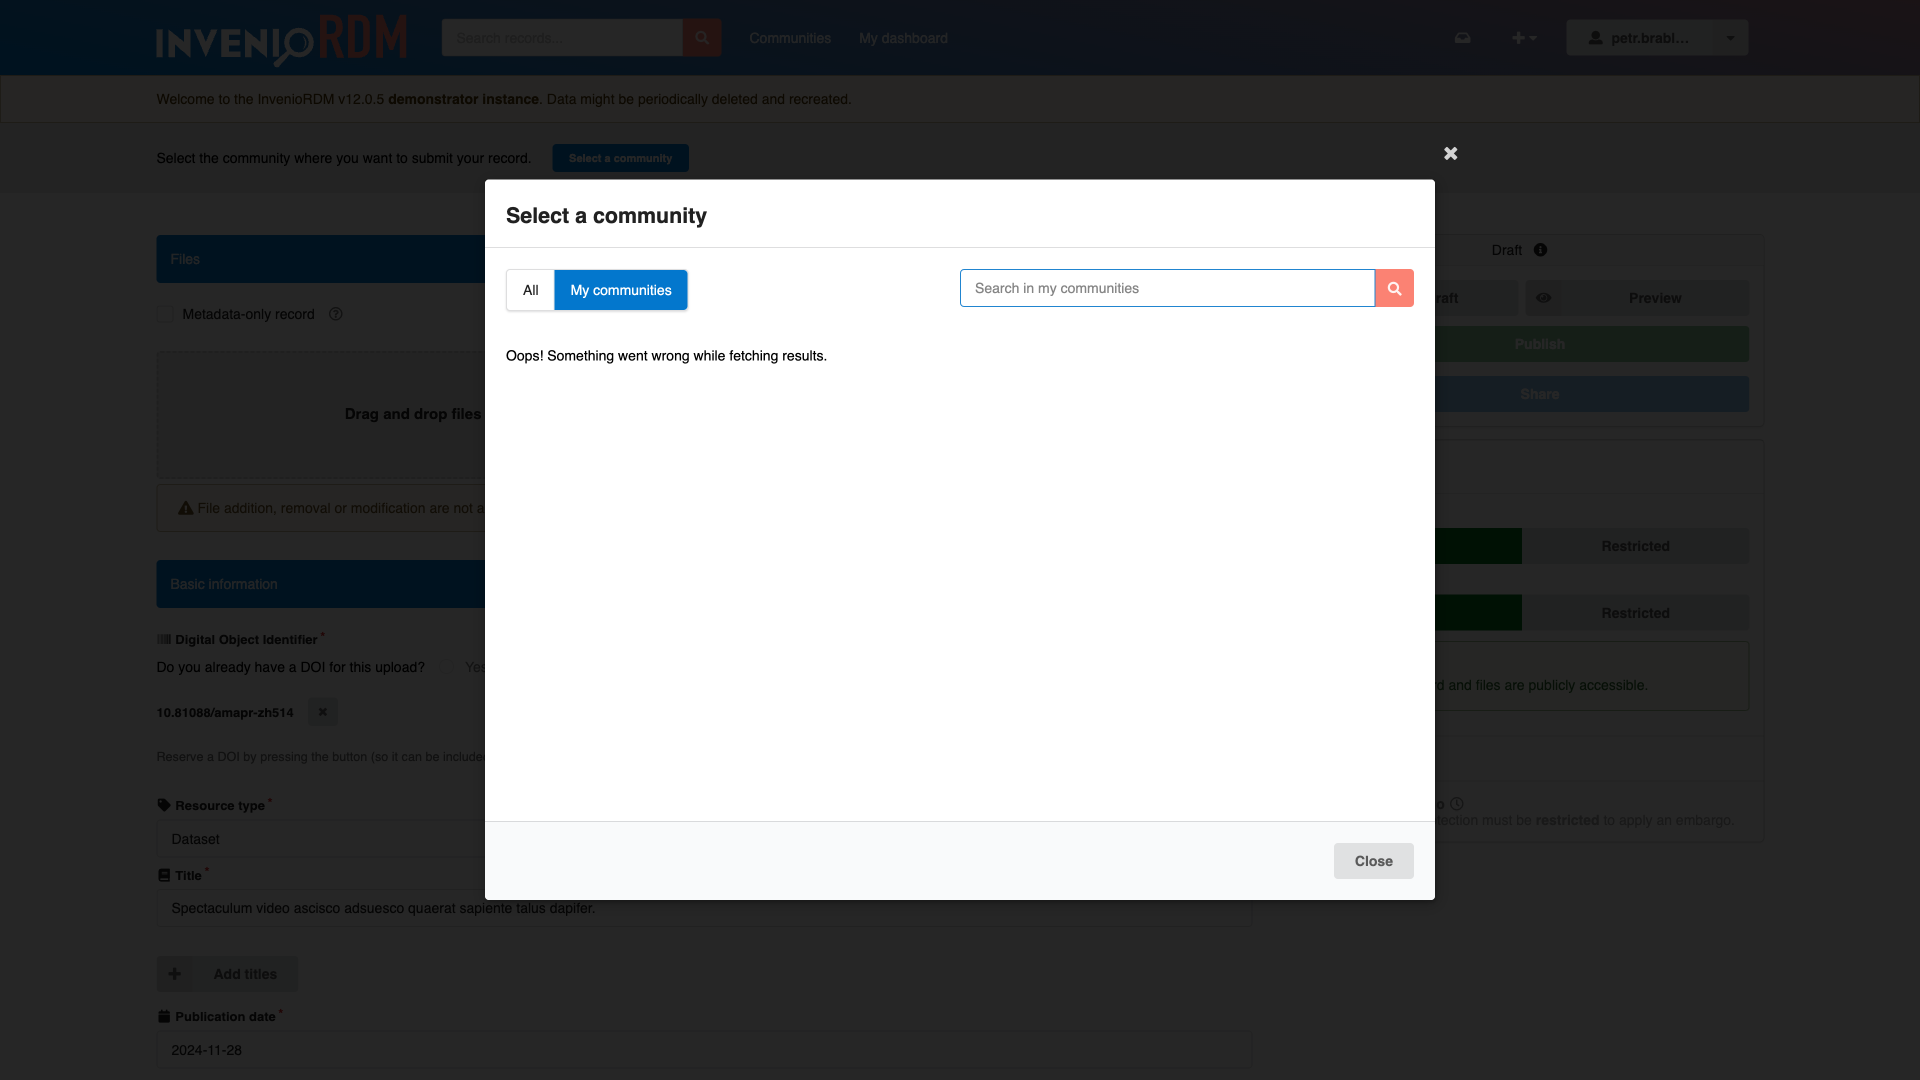 INVENIORDM
Search records...
Communities
My dashboard
petr.brabl...
Welcome to the InvenioRDM v12.0.5 demonstrator instance. Data might be periodically deleted and recreated.
Select the community where you want to submit your record.
Select a community
Select a community
All
My communities
Search in my communities
Oops! Something went wrong while fetching results.
Close
Files
Metadata-only record
Drag and drop files
File addition, removal or modification are not a
Basic information
Digital Object Identifier *
Do you already have a DOI for this upload?
Yes
10.81088/amapr-zh514
Reserve a DOI by pressing the button (so it can be included
Resource type *
Dataset
Title *
Spectaculum video ascisco adsuesco quaerat sapiente talus dapifer.
Add titles
Publication date *
2024-11-28
Draft
raft
Preview
Publish
Share
Restricted
Restricted
d and files are publicly accessible.
o
tection must be restricted to apply an embargo.